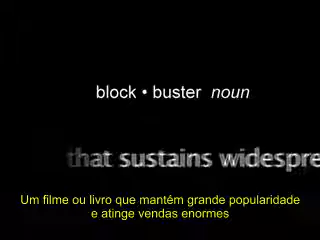 block • buster noun
that sustains widespre
Um filme ou livro que mantém grande popularidade
e atinge vendas enormes